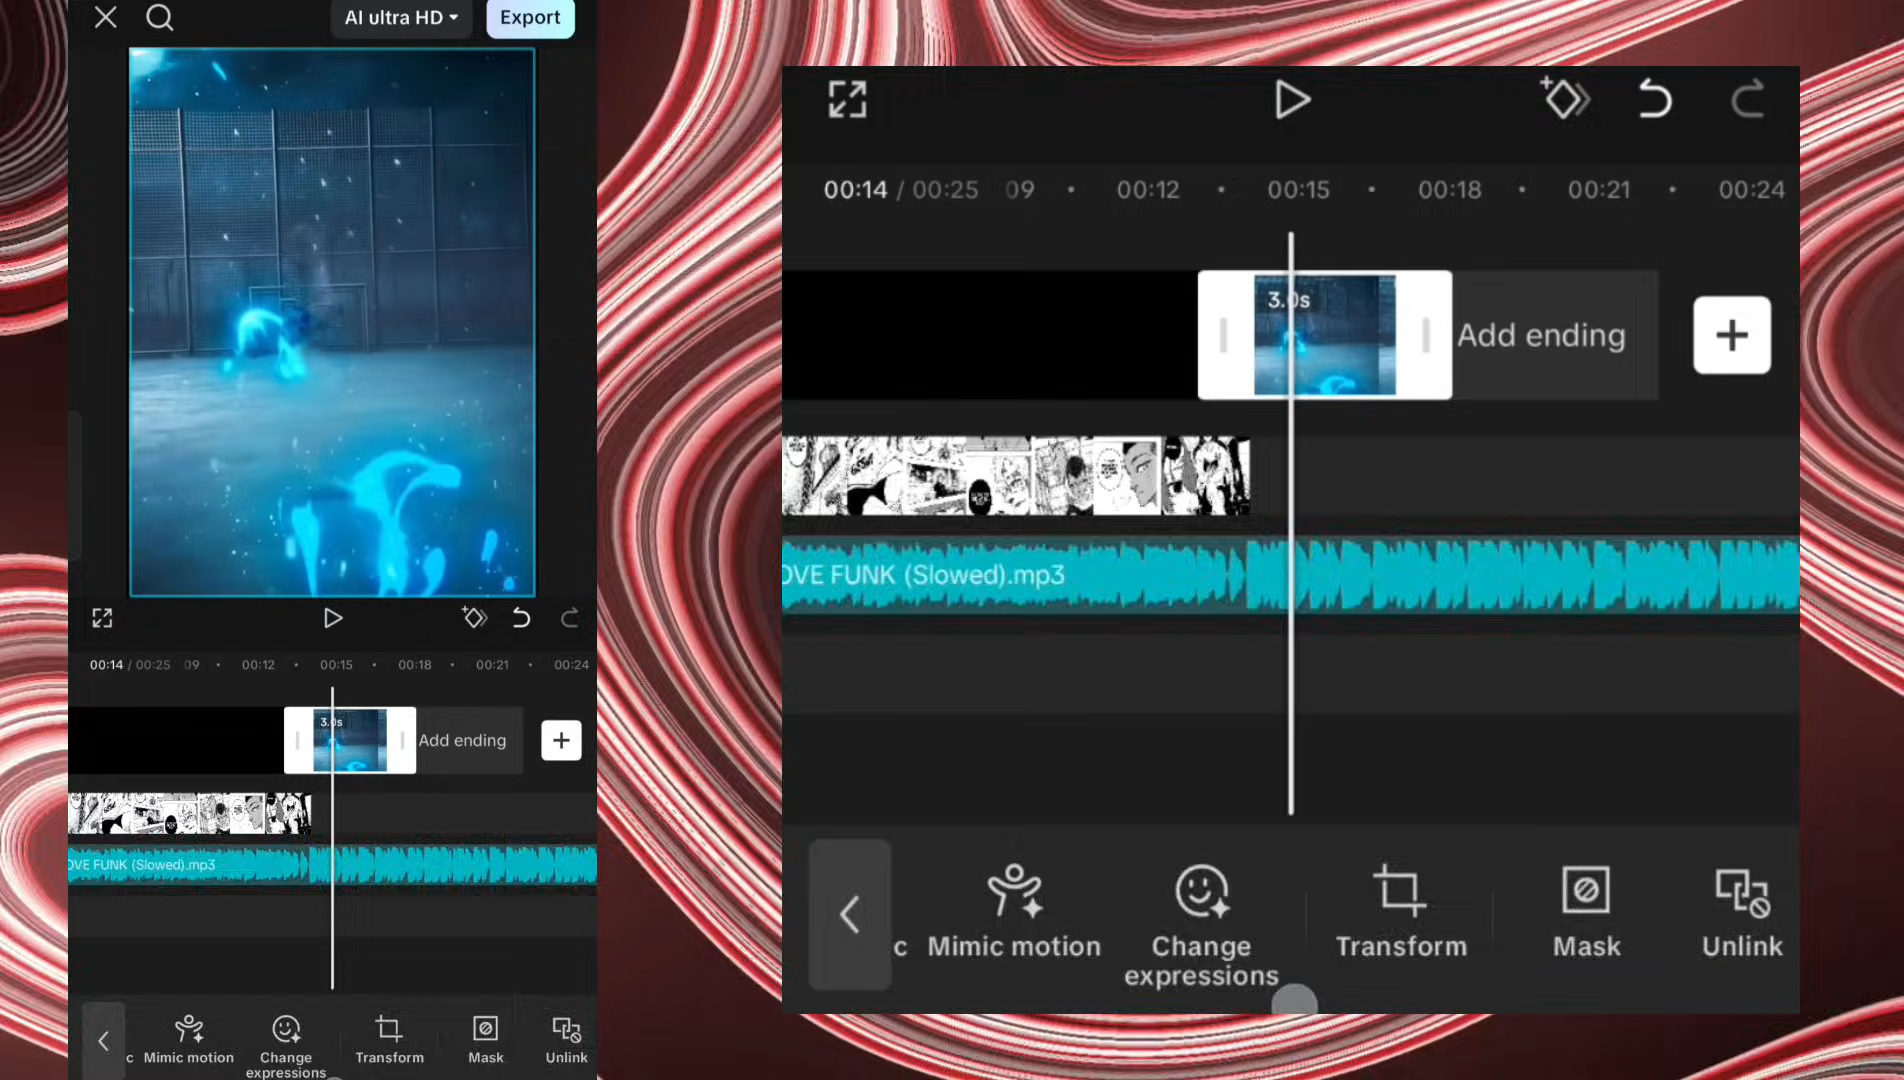 AI ultra HD
Export
00:14 / 00:25 09 00:12 00:15 00:18 00:21 00:24
3.0s
Add ending
OVE FUNK (Slowed).mp3
c Mimic motion Change expressions Transform Mask Unlink
00:14 / 00:25 09 00:12 00:15 00:18 00:21 00:24
3.0s
Add ending
OVE FUNK (Slowed).mp3
c Mimic motion Change expressions Transform Mask Unlink